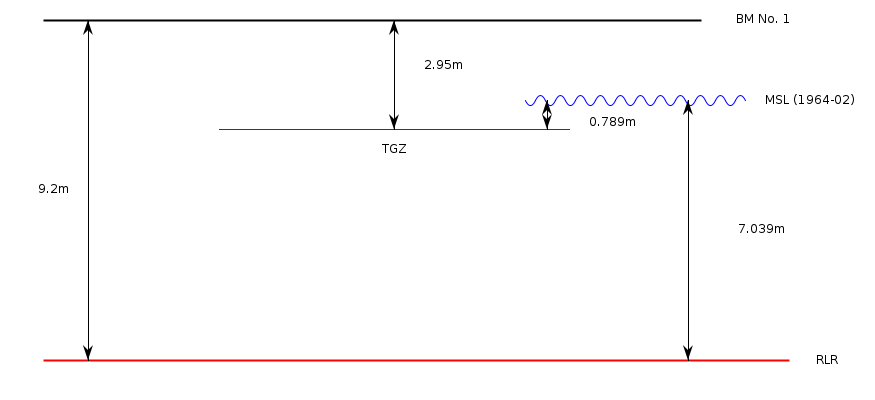 BM No. 1
2.95m
MSL (1964-02)
0.789m
TGZ
9.2m
7.039m
RLR